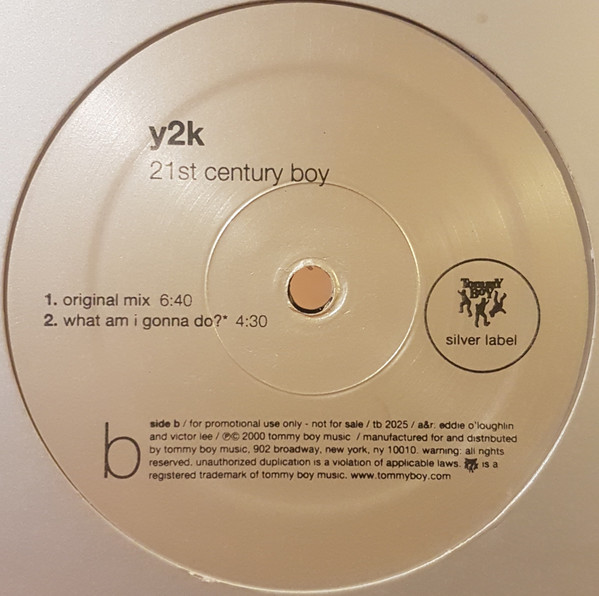 y2k
21st century boy
1. original mix 6:40
2. what am i gonna do?* 4:30
Tommy
Boy
silver label
b
side b / for promotional use only - not for sale / tb 2025 / a&r: eddie o'loughlin
and victor lee / ℗© 2000 tommy boy music / manufactured for and distributed
by tommy boy music, 902 broadway, new york, ny 10010. warning: all rights
reserved. unauthorized duplication is a violation of applicable laws. is a
registered trademark of tommy boy music. www.tommyboy.com